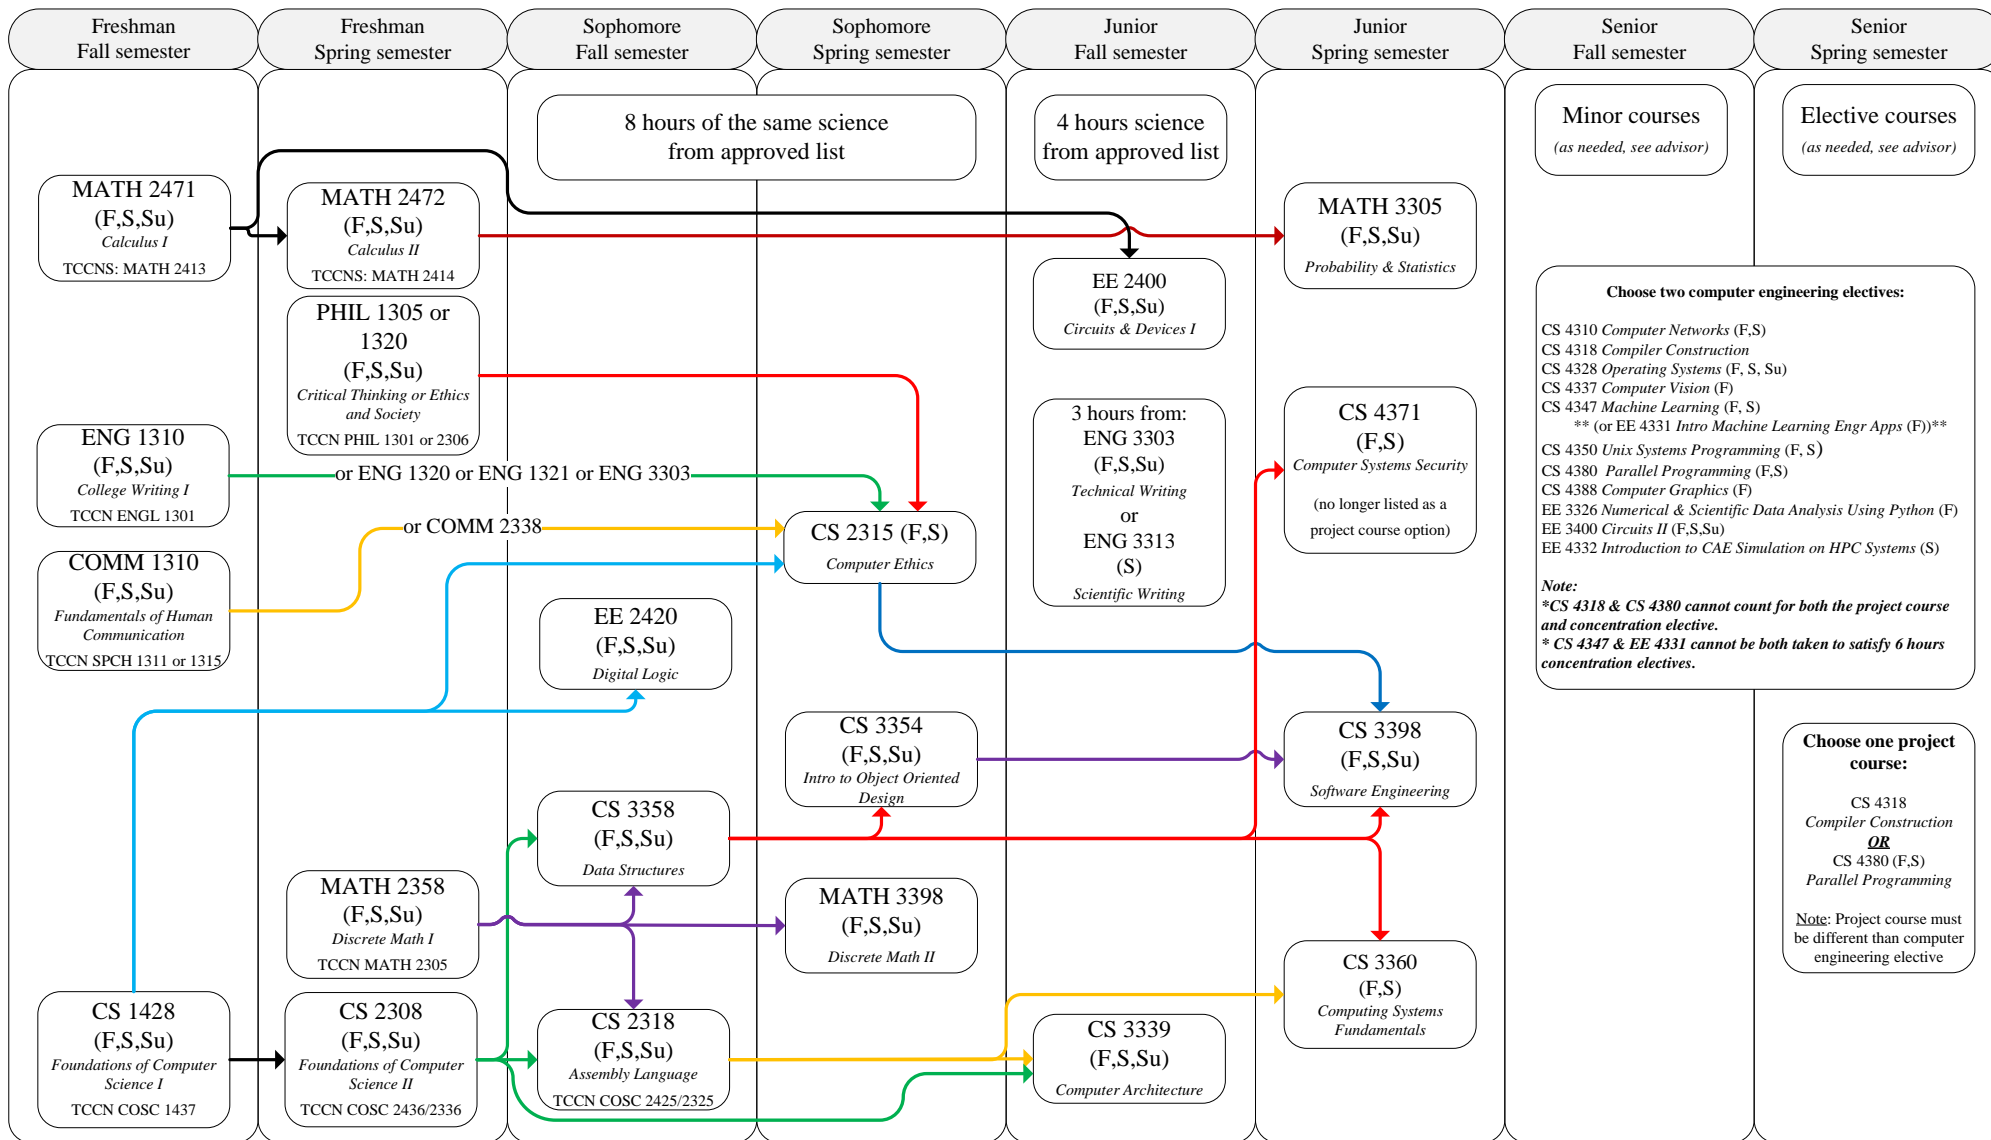 Freshman
Fall semester
Freshman
Spring semester
Sophomore
Fall semester
Sophomore
Spring semester
Junior
Fall semester
Junior
Spring semester
Senior
Fall semester
Senior
Spring semester
MATH 2471
(F,S,Su)
Calculus I
TCCNS: MATH 2413
ENG 1310
(F,S,Su)
College Writing I
TCCN ENGL 1301
COMM 1310
(F,S,Su)
Fundamentals of Human
Communication
TCCN SPCH 1311 or 1315
CS 1428
(F,S,Su)
Foundations of Computer
Science I
TCCN COSC 1437
MATH 2472
(F,S,Su)
Calculus II
TCCNS: MATH 2414
PHIL 1305 or
1320
(F,S,Su)
Critical Thinking or Ethics
and Society
TCCN PHIL 1301 or 2306
or ENG 1320 or ENG 1321 or ENG 3303
or COMM 2338
MATH 2358
(F,S,Su)
Discrete Math I
TCCN MATH 2305
CS 2308
(F,S,Su)
Foundations of Computer
Science II
TCCN COSC 2436/2336
8 hours of the same science
from approved list
EE 2420
(F,S,Su)
Digital Logic
CS 3358
(F,S,Su)
Data Structures
CS 2318
(F,S,Su)
Assembly Language
TCCN COSC 2425/2325
CS 2315 (F,S)
Computer Ethics
CS 3354
(F,S,Su)
Intro to Object Oriented
Design
MATH 3398
(F,S,Su)
Discrete Math II
4 hours science
from approved list
EE 2400
(F,S,Su)
Circuits & Devices I
3 hours from:
ENG 3303
(F,S,Su)
Technical Writing
or
ENG 3313
(S)
Scientific Writing
CS 3339
(F,S,Su)
Computer Architecture
MATH 3305
(F,S,Su)
Probability & Statistics
CS 4371
(F,S)
Computer Systems Security
(no longer listed as a
project course option)
CS 3398
(F,S,Su)
Software Engineering
CS 3360
(F,S)
Computing Systems
Fundamentals
Minor courses
(as needed, see advisor)
Elective courses
(as needed, see advisor)
Choose two computer engineering electives:
CS 4310 Computer Networks (F,S)
CS 4318 Compiler Construction
CS 4328 Operating Systems (F, S, Su)
CS 4337 Computer Vision (F)
CS 4347 Machine Learning (F, S)
** (or EE 4331 Intro Machine Learning Engr Apps (F))**
CS 4350 Unix Systems Programming (F, S)
CS 4380 Parallel Programming (F,S)
CS 4388 Computer Graphics (F)
EE 3326 Numerical & Scientific Data Analysis Using Python (F)
EE 3400 Circuits II (F,S,Su)
EE 4332 Introduction to CAE Simulation on HPC Systems (S)
Note:
*CS 4318 & CS 4380 cannot count for both the project course
and concentration elective.
* CS 4347 & EE 4331 cannot be both taken to satisfy 6 hours
concentration electives.
Choose one project
course:
CS 4318
Compiler Construction
OR
CS 4380 (F,S)
Parallel Programming
Note: Project course must
be different than computer
engineering elective